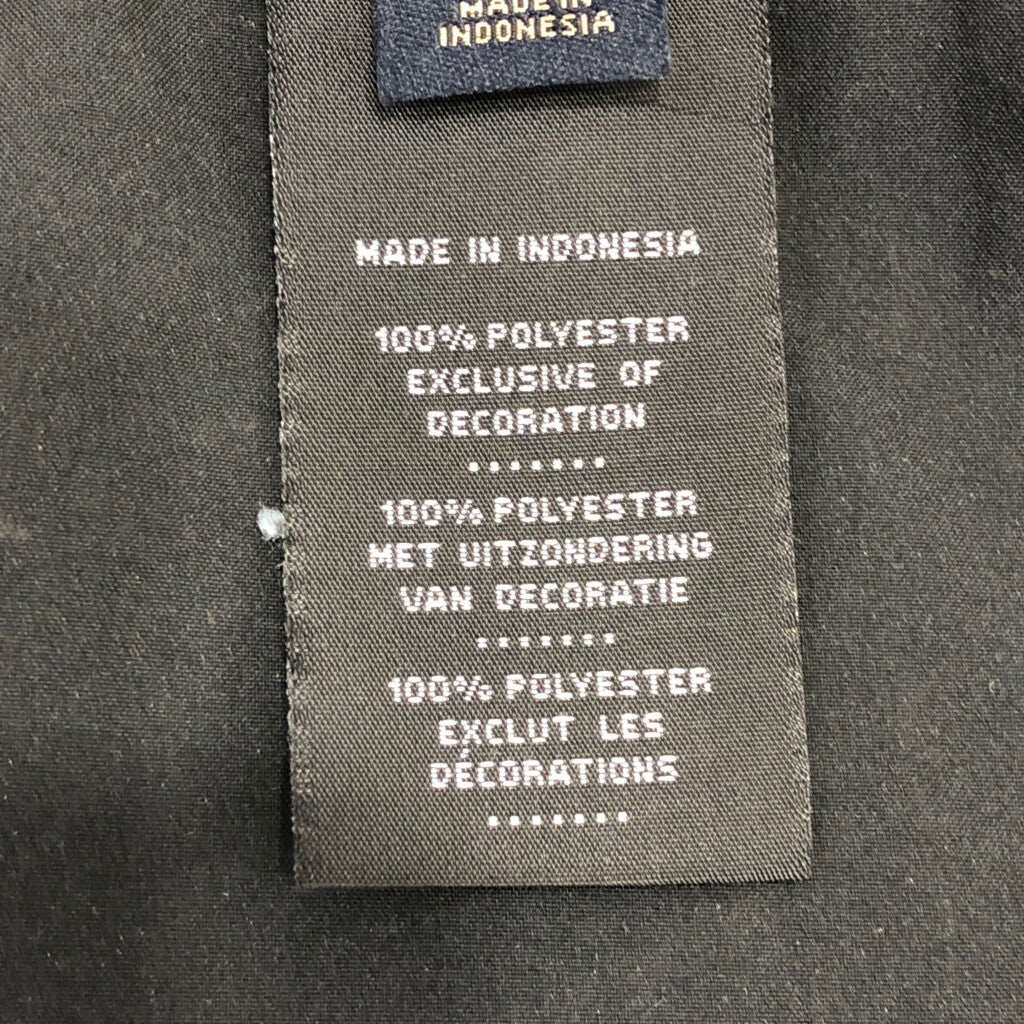 MADE IN
INDONESIA
MADE IN INDONESIA
100% POLYESTER
EXCLUSIVE OF
DECORATION
.......
100% POLYESTER
MET UITZONDERING
VAN DECORATIE
.......
100% POLYESTER
EXCLUT LES
DÉCORATIONS
.......